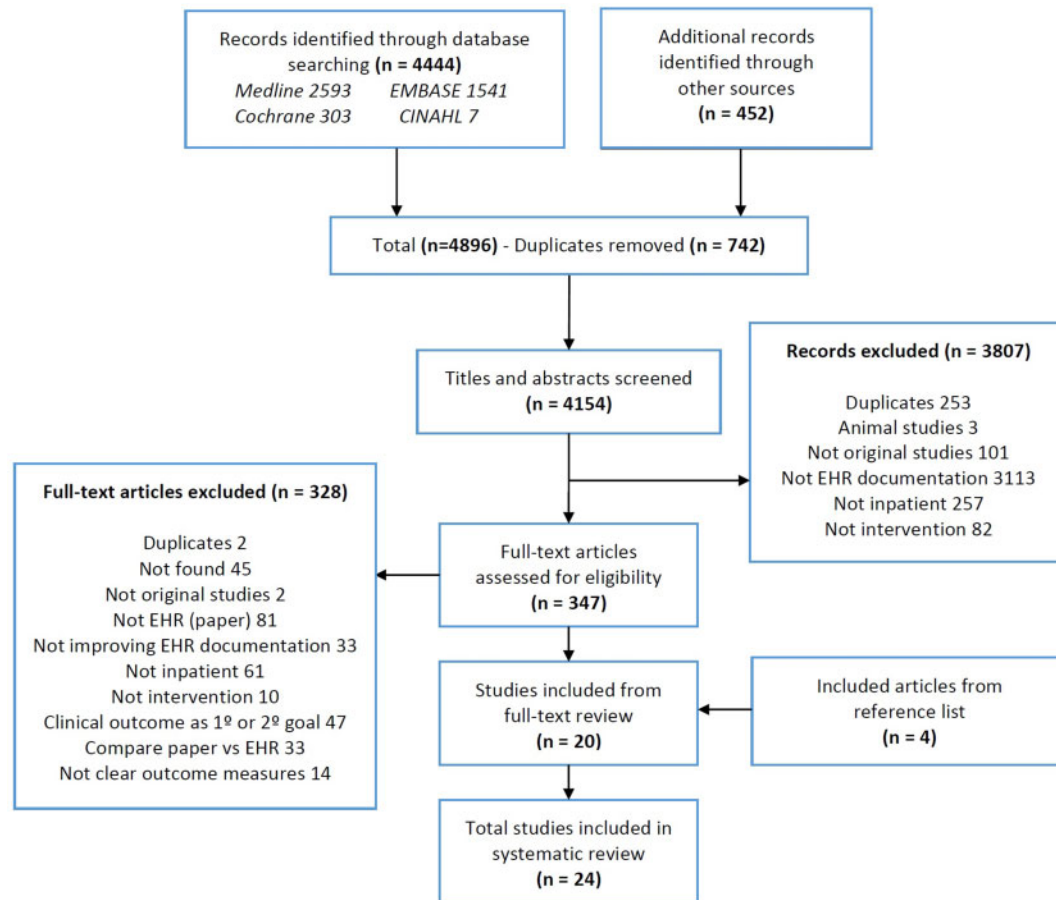 Records identified through database
searching (n = 4444)
Medline 2593 EMBASE 1541
Cochrane 303 CINAHL 7
Additional records
identified through
other sources
(n = 452)
Total (n=4896) - Duplicates removed (n = 742)
Titles and abstracts screened
(n = 4154)
Records excluded (n = 3807)
Duplicates 253
Animal studies 3
Not original studies 101
Not EHR documentation 3113
Not inpatient 257
Not intervention 82
Full-text articles excluded (n = 328)
Duplicates 2
Not found 45
Not original studies 2
Not EHR (paper) 81
Not improving EHR documentation 33
Not inpatient 61
Not intervention 10
Clinical outcome as 1º or 2º goal 47
Compare paper vs EHR 33
Not clear outcome measures 14
Full-text articles
assessed for eligibility
(n = 347)
Studies included from
full-text review
(n = 20)
Included articles from
reference list
(n = 4)
Total studies included in
systematic review
(n = 24)